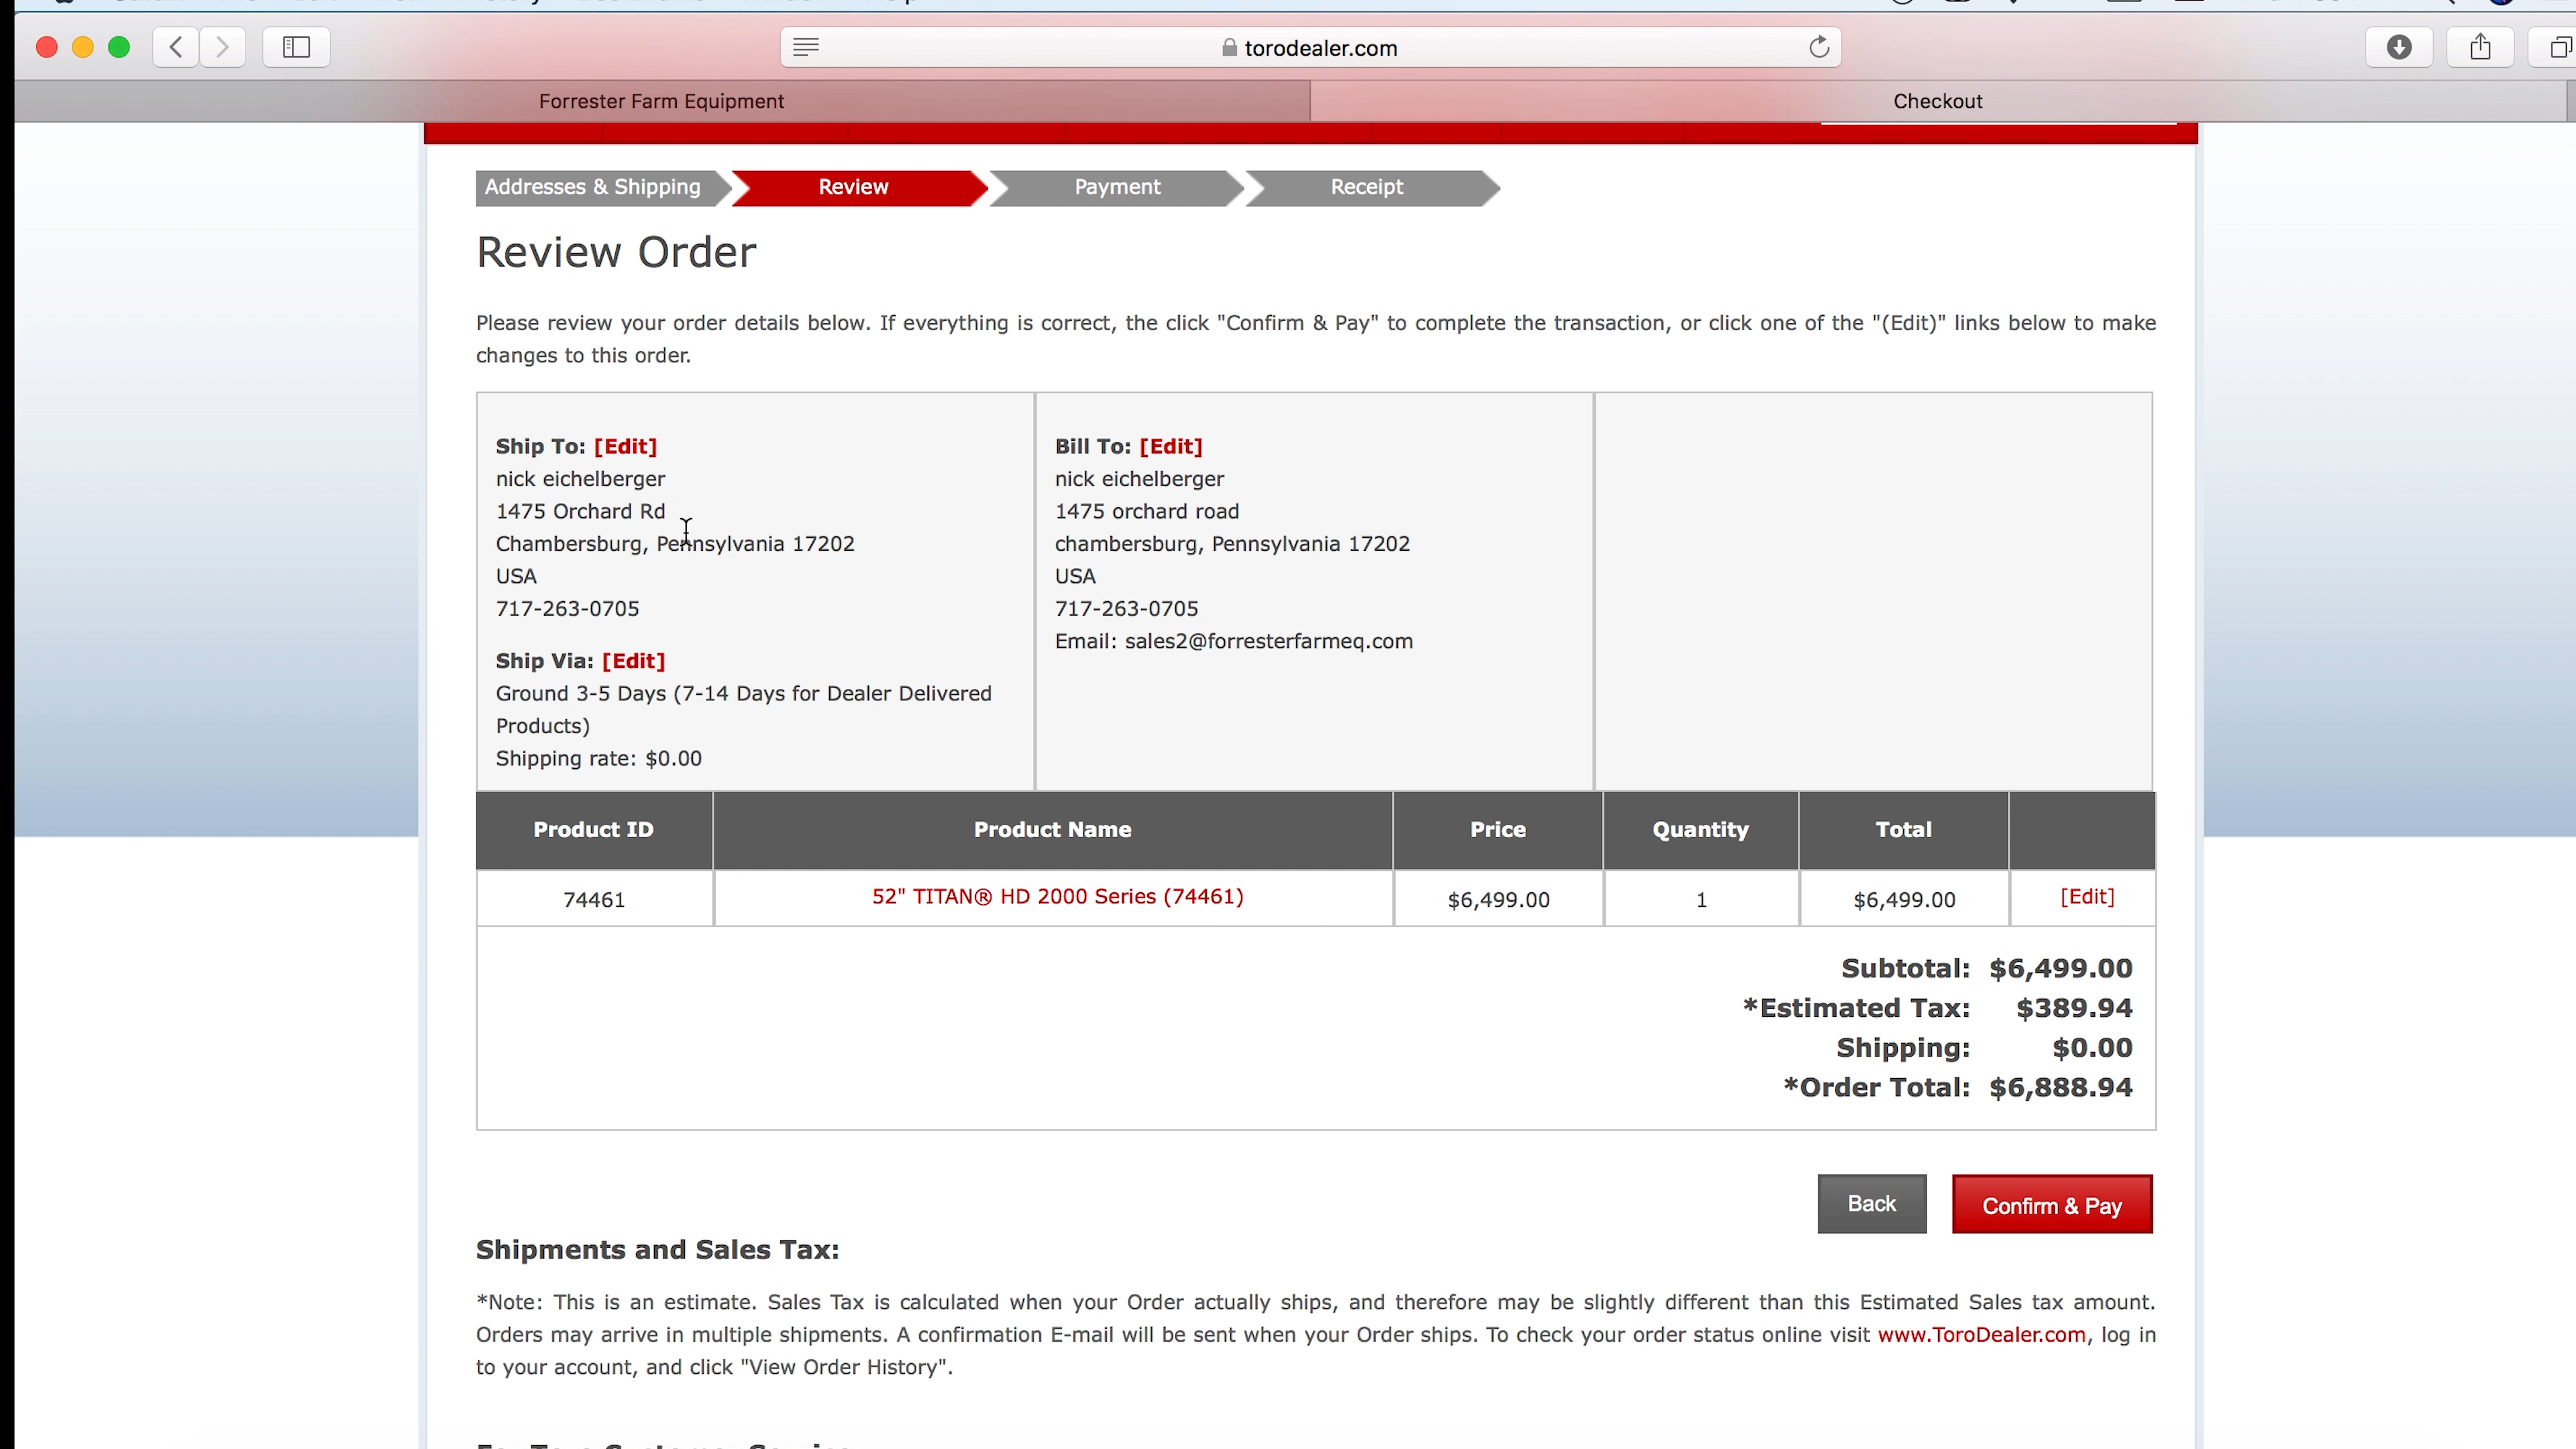 torodealer.com
Forrester Farm Equipment
Checkout
Addresses & Shipping
Review
Payment
Receipt
Review Order
Please review your order details below. If everything is correct, the click "Confirm & Pay" to complete the transaction, or click one of the "(Edit)" links below to make
changes to this order.
Ship To: [Edit]
nick eichelberger
1475 Orchard Rd
Chambersburg, Pennsylvania 17202
USA
717-263-0705
Ship Via: [Edit]
Ground 3-5 Days (7-14 Days for Dealer Delivered
Products)
Shipping rate: $0.00
Bill To: [Edit]
nick eichelberger
1475 orchard road
chambersburg, Pennsylvania 17202
USA
717-263-0705
Email: sales2@forresterfarmeq.com
Product ID Product Name Price Quantity Total
74461 52" TITAN® HD 2000 Series (74461) $6,499.00 1 $6,499.00 [Edit]
Subtotal: $6,499.00
*Estimated Tax: $389.94
Shipping: $0.00
*Order Total: $6,888.94
Back
Confirm & Pay
Shipments and Sales Tax:
*Note: This is an estimate. Sales Tax is calculated when your Order actually ships, and therefore may be slightly different than this Estimated Sales tax amount.
Orders may arrive in multiple shipments. A confirmation E-mail will be sent when your Order ships. To check your order status online visit www.ToroDealer.com, log in
to your account, and click "View Order History".